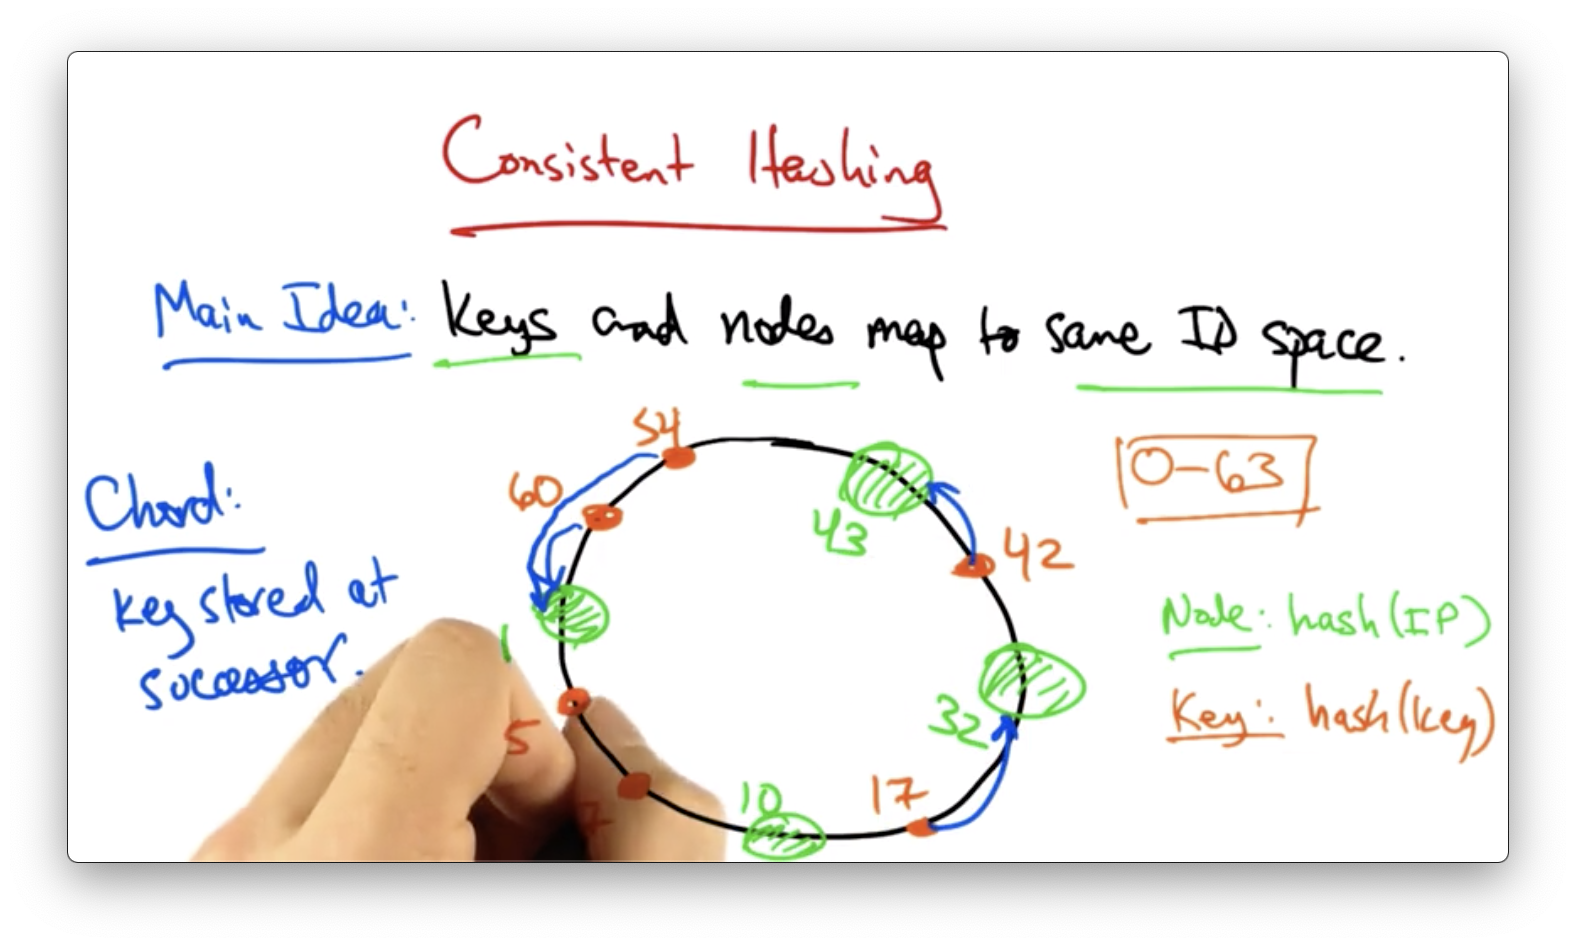 Consistent Hashing
Main Idea: Keys and nodes map to same ID space.
Chord:
key stored at
successor.
0-63
54
60
1
5
7
10
17
32
42
43
Node: hash(IP)
Key: hash(key)